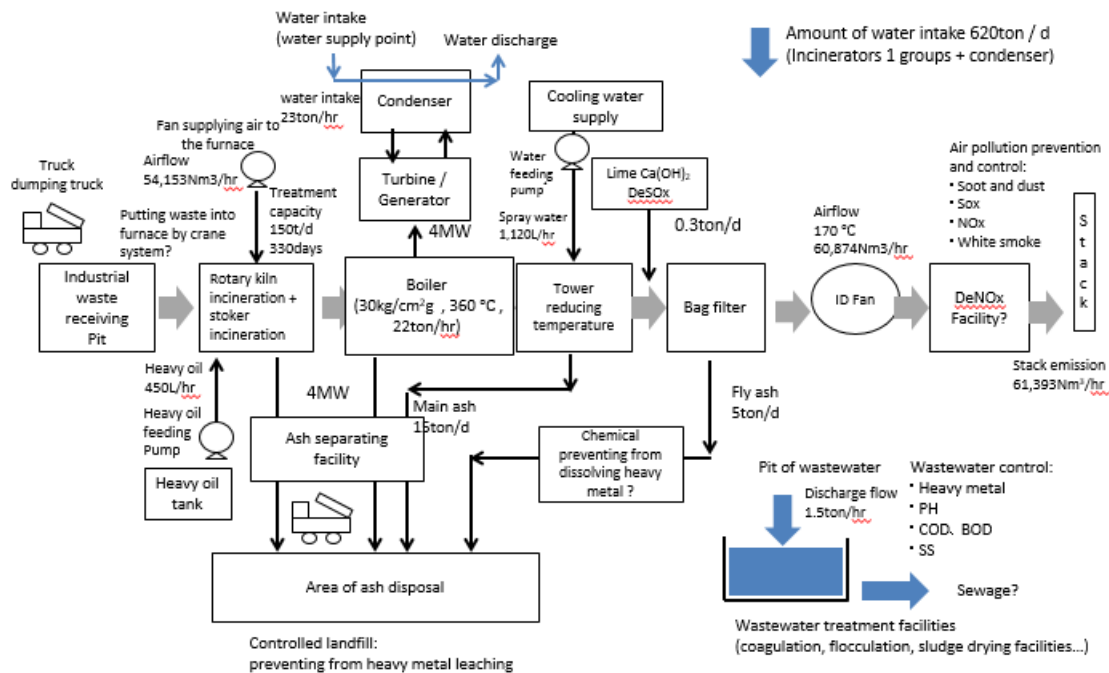 Water intake
(water supply point)
Water discharge
Amount of water intake 620ton / d
(Incinerators 1 groups + condenser)
water intake
23ton/hr
Condenser
Cooling water
supply
Fan supplying air to
the furnace
Airflow
54,153Nm3/hr
Truck
dumping truck
Treatment
capacity
150t/d
330days
Turbine /
Generator
4MW
Water
feeding
pump
Spray water
1,120L/hr
Lime Ca(OH)₂
DeSOx
0.3ton/d
Air pollution prevention
and control:
• Soot and dust
• Sox
• NOx
• White smoke
Putting waste into
furnace by crane
system?
Airflow
170 °C
60,874Nm3/hr
Industrial
waste
receiving
Pit
Rotary kiln
incineration +
stoker
incineration
Boiler
(30kg/cm²g , 360 °C ,
22ton/hr)
Tower
reducing
temperature
Bag filter
ID Fan
DeNOx
Facility?
Stack
Stack emission
61,393Nm³/hr
Heavy oil
450L/hr
Heavy oil
feeding
Pump
Heavy oil
tank
4MW
Main ash
15ton/d
Fly ash
5ton/d
Ash separating
facility
Chemical
preventing from
dissolving heavy
metal ?
Pit of wastewater
Discharge flow
1.5ton/hr
Wastewater control:
• Heavy metal
• PH
• COD、BOD
• SS
Area of ash disposal
Sewage?
Controlled landfill:
preventing from heavy metal leaching
Wastewater treatment facilities
(coagulation, flocculation, sludge drying facilities...)